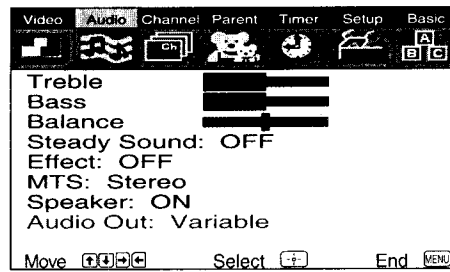 Video Audio Channel Parent Timer Setup Basic
Ch A B C
Treble
Bass
Balance
Steady Sound: OFF
Effect: OFF
MTS: Stereo
Speaker: ON
Audio Out: Variable
Move Select End MENU